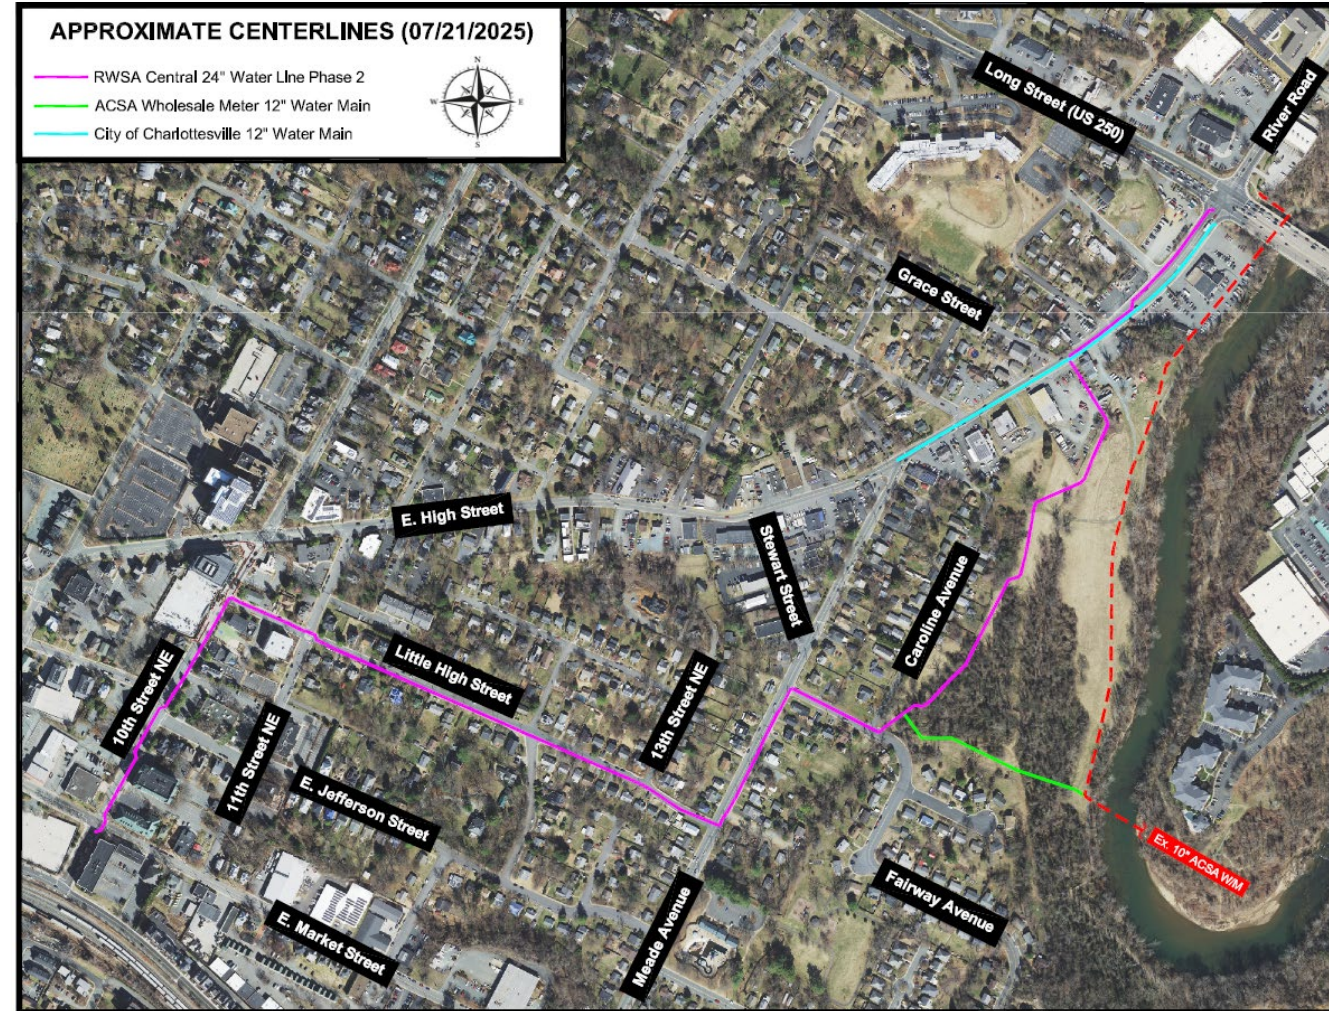 APPROXIMATE CENTERLINES (07/21/2025)
RWSA Central 24" Water Line Phase 2
ACSA Wholesale Meter 12" Water Main
City of Charlottesville 12" Water Main
N
W
E
S
Long Street (US 250)
River Road
Grace Street
E. High Street
Stewart Street
Caroline Avenue
Little High Street
13th Street NE
10th Street NE
11th Street NE
E. Jefferson Street
Ex. 10" ACSA W/M
Fairway Avenue
Meade Avenue
E. Market Street